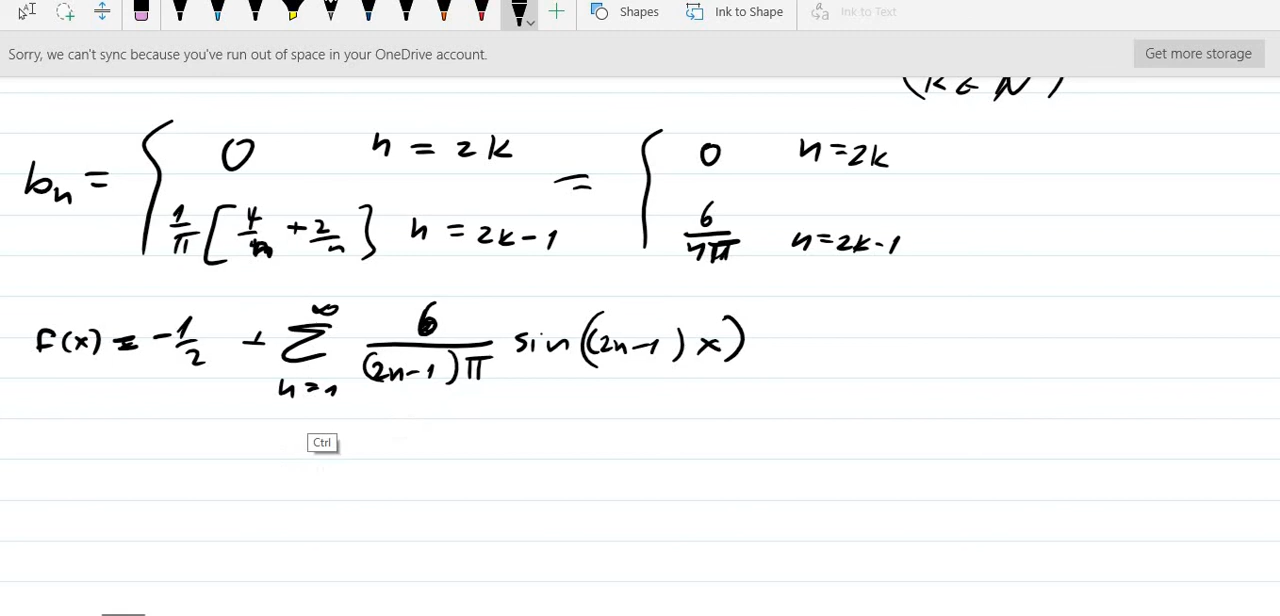 Shapes Ink to Shape Ink to Text
Sorry, we can't sync because you've run out of space in your OneDrive account. Get more storage
(k ∈ N)
bn = { 0 n = 2k = { 0 n = 2k
1/π [ 4/n + 2/n ] n = 2k-1 6/nπ n = 2k-1
f(x) = -1/2 + ∑ n=1 ∞ 6/((2n-1)π) sin((2n-1)x)
Ctrl